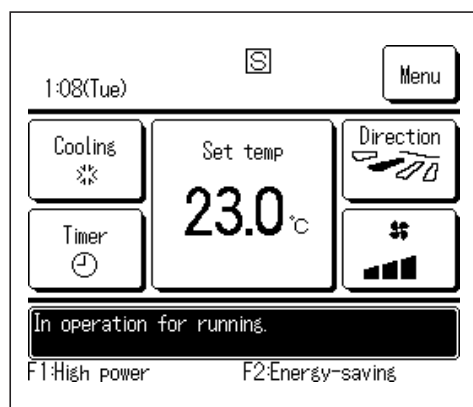 S
1:08(Tue)
Menu
Cooling
Set temp
Direction
23.0℃
Timer
In operation for running.
F1:High power
F2:Energy-saving